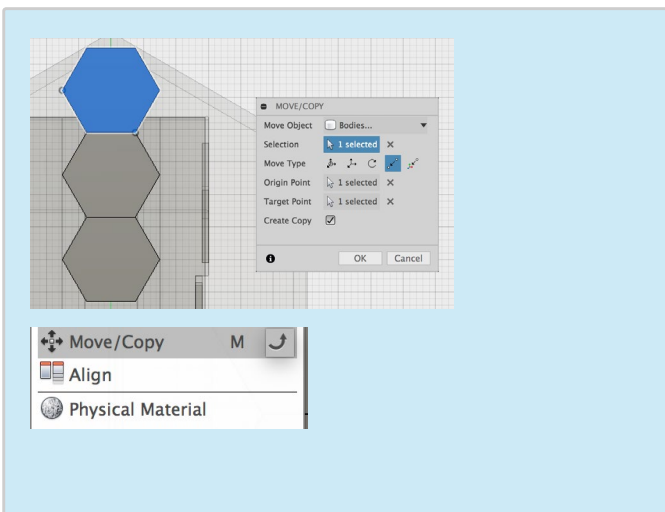 MOVE/COPY
Move Object Bodies...
Selection 1 selected
Move Type
Origin Point 1 selected
Target Point 1 selected
Create Copy
OK Cancel
Move/Copy M
Align
Physical Material